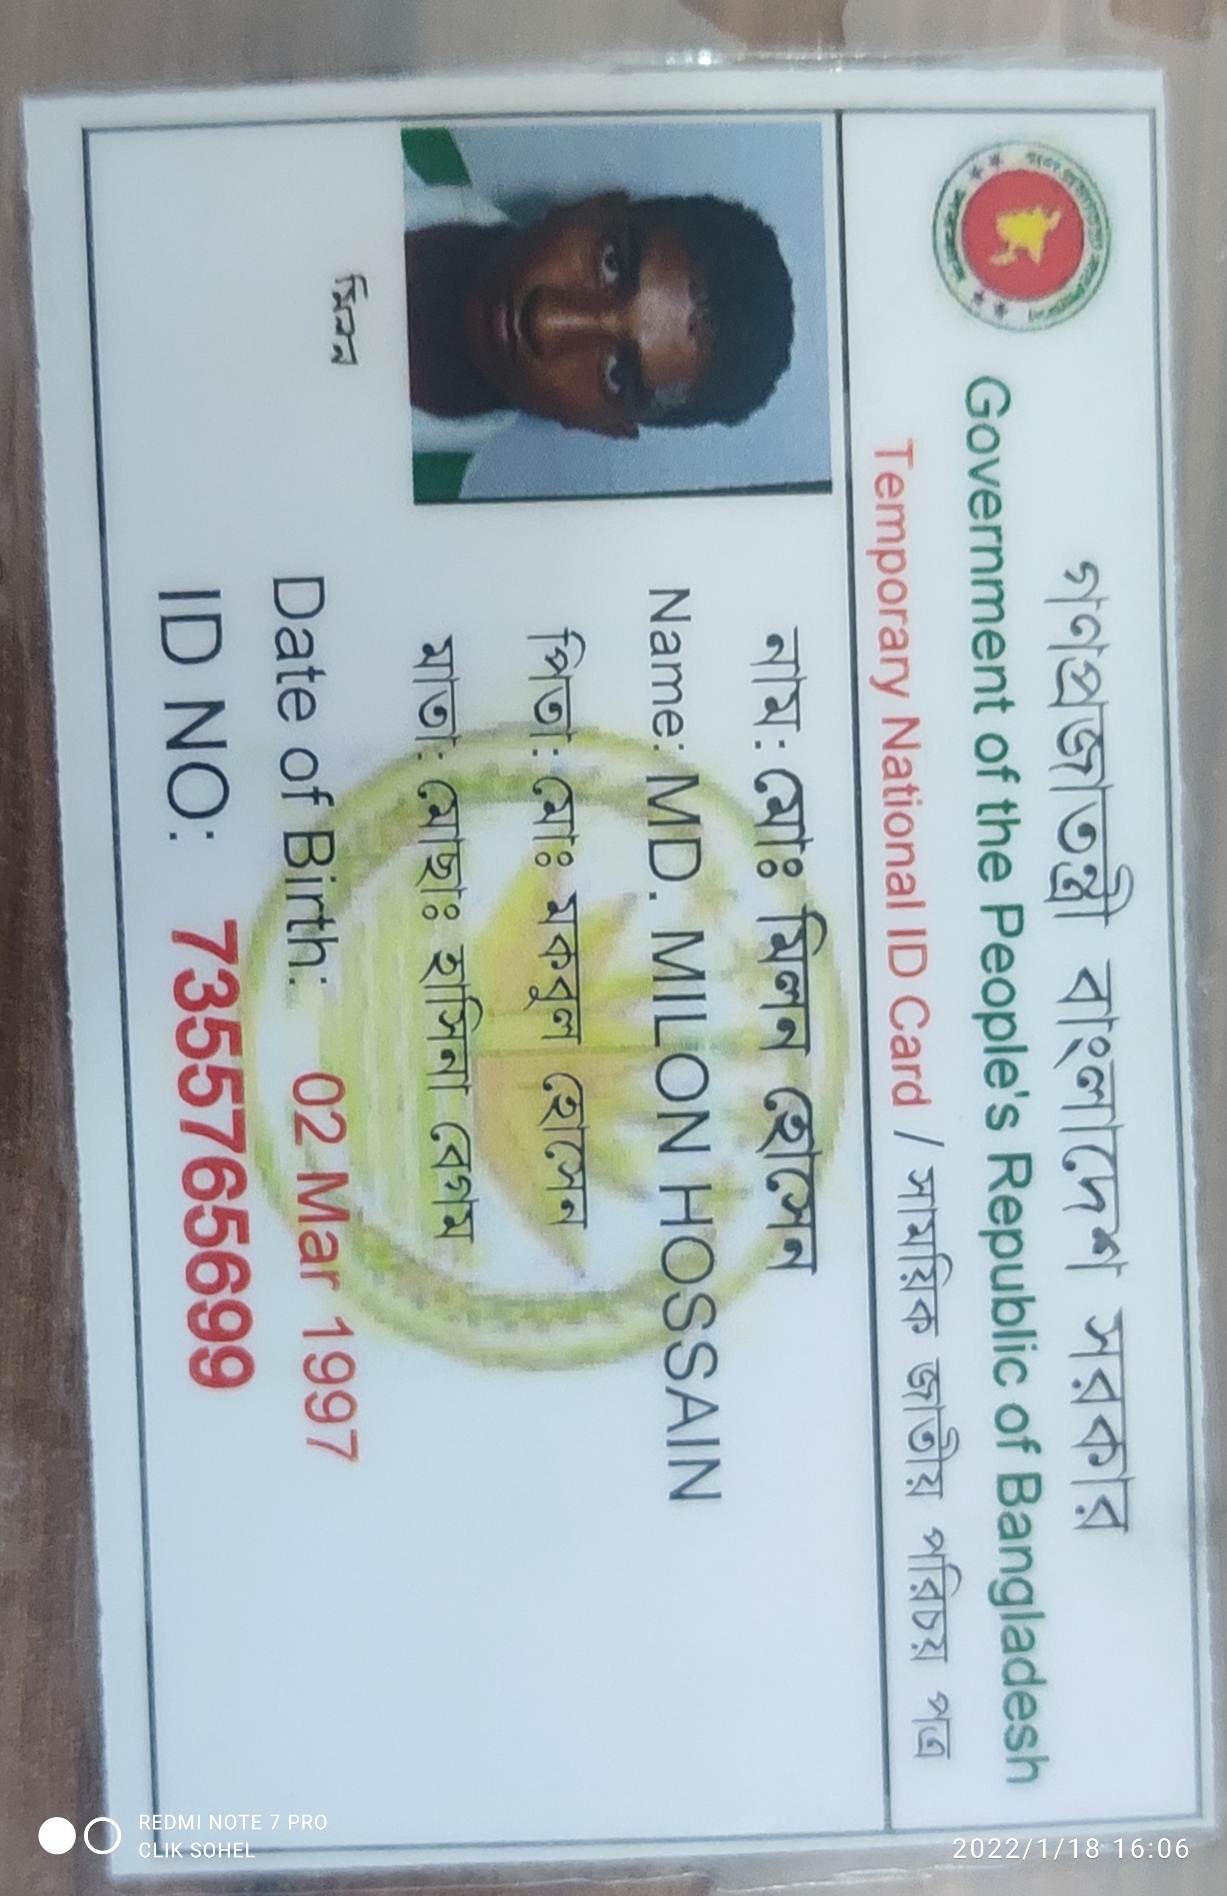 গণপ্রজাতন্ত্রী বাংলাদেশ সরকার
Government of the People's Republic of Bangladesh
Temporary National ID Card / সাময়িক জাতীয় পরিচয় পত্র
নাম: মোঃ মিলন হোসেন
Name: MD. MILON HOSSAIN
পিতা: মোঃ মকবুল হোসেন
মাতা: মোছাঃ হাসিনা বেগম
Date of Birth: 02 Mar 1997
ID NO: 7355765699
মিলন
REDMI NOTE 7 PRO
CLIK SOHEL
2022/1/18 16:06